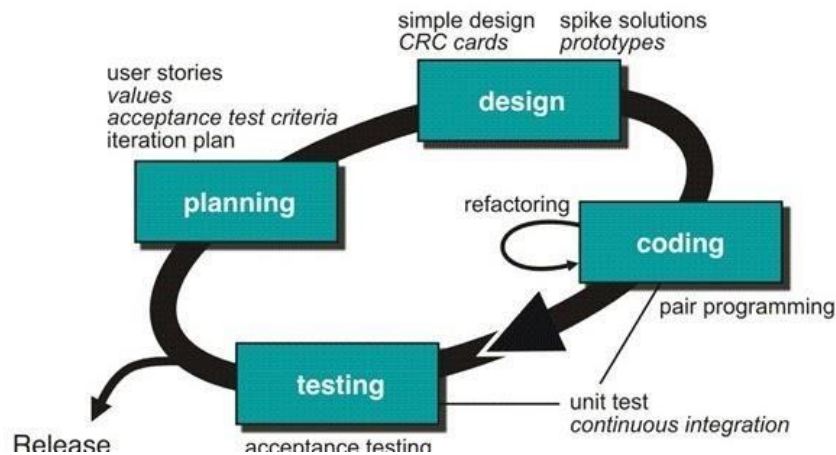 simple design
CRC cards
spike solutions
prototypes
user stories
values
acceptance test criteria
iteration plan
design
planning
refactoring
coding
pair programming
testing
unit test
continuous integration
Release
acceptance testing